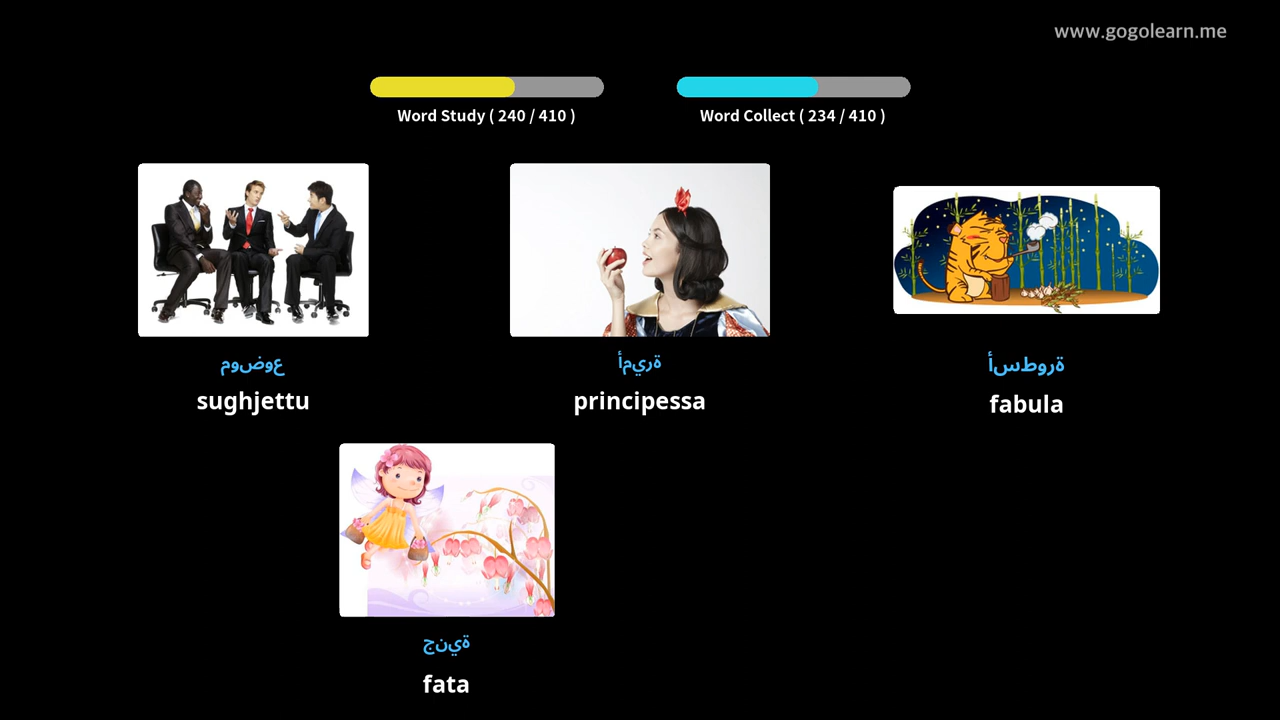 www.gogolearn.me
Word Study ( 240 / 410 )
Word Collect ( 234 / 410 )
موضوع
sughjettu
أميرة
principessa
أسطورة
fabula
جنية
fata